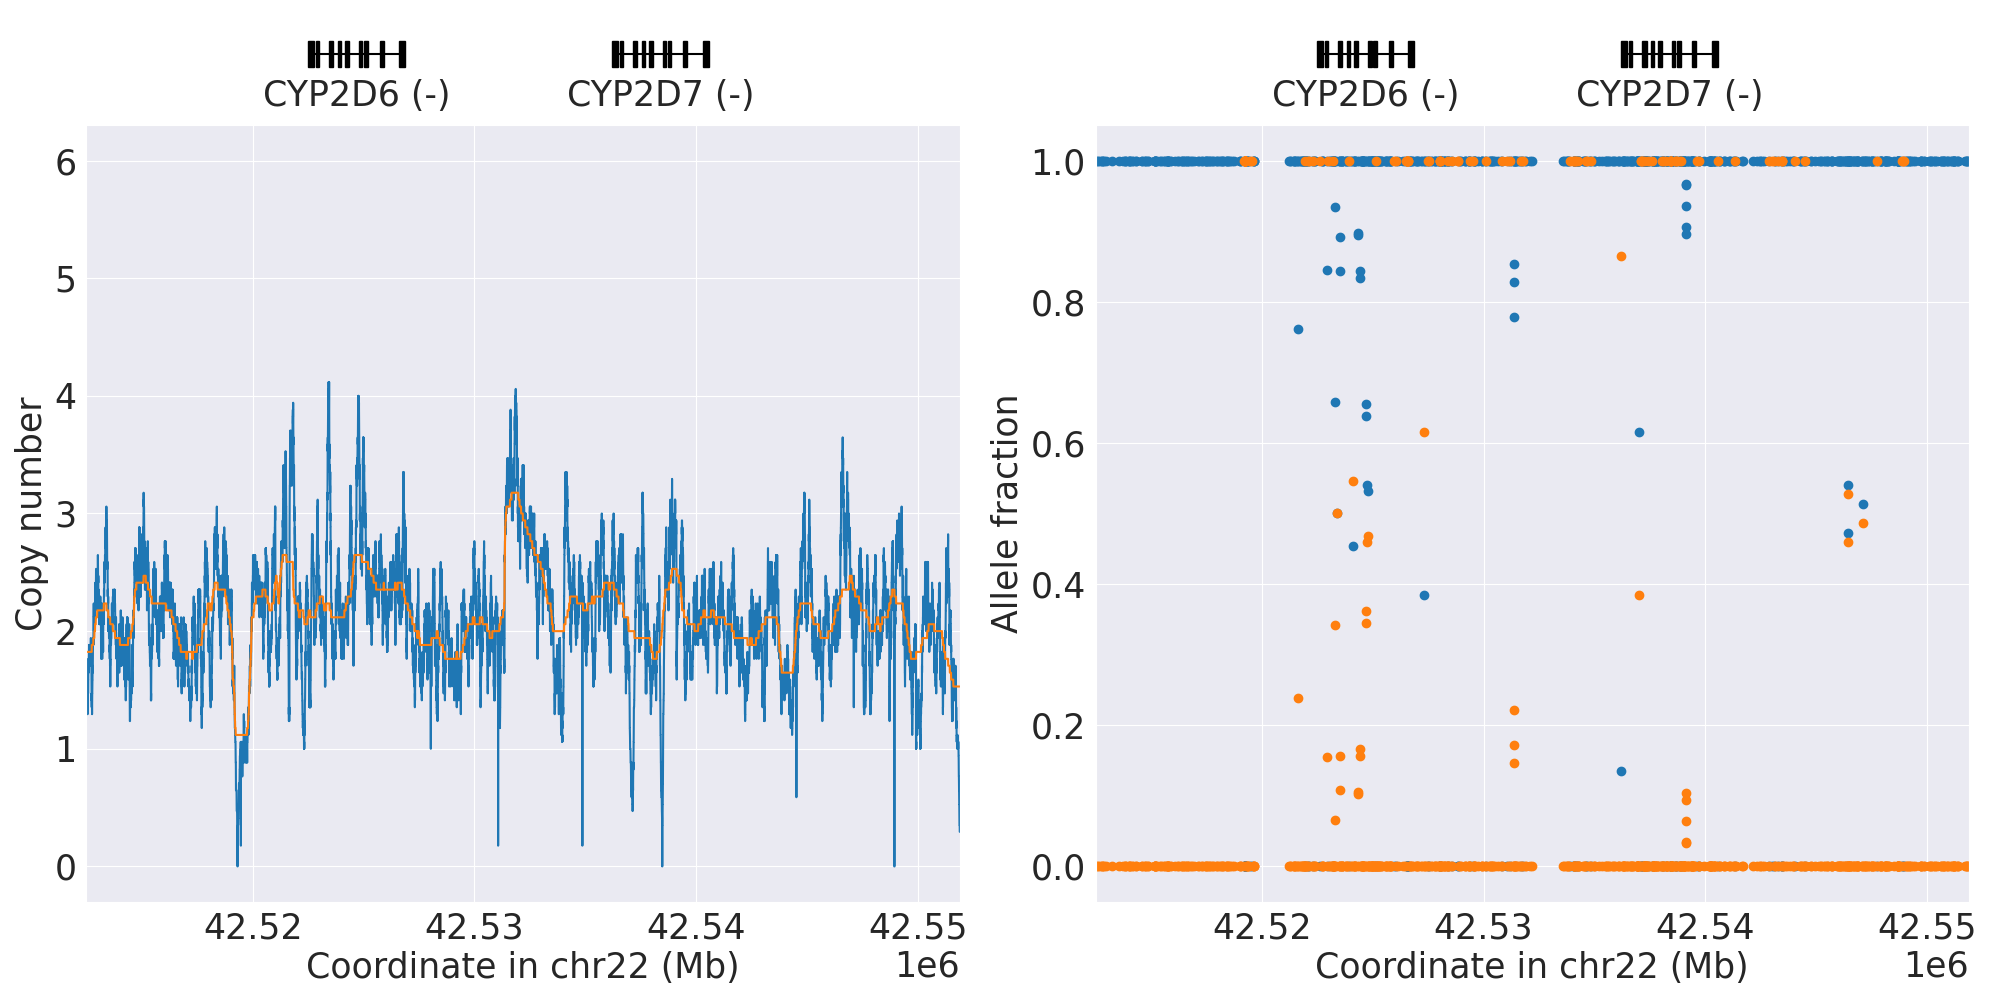 CYP2D6 (-)
CYP2D7 (-)
CYP2D6 (-)
CYP2D7 (-)
6
5
4
3
2
1
0
Copy number
42.52
42.53
42.54
42.55
Coordinate in chr22 (Mb)
1e6
1.0
0.8
0.6
0.4
0.2
0.0
Allele fraction
42.52
42.53
42.54
42.55
Coordinate in chr22 (Mb)
1e6